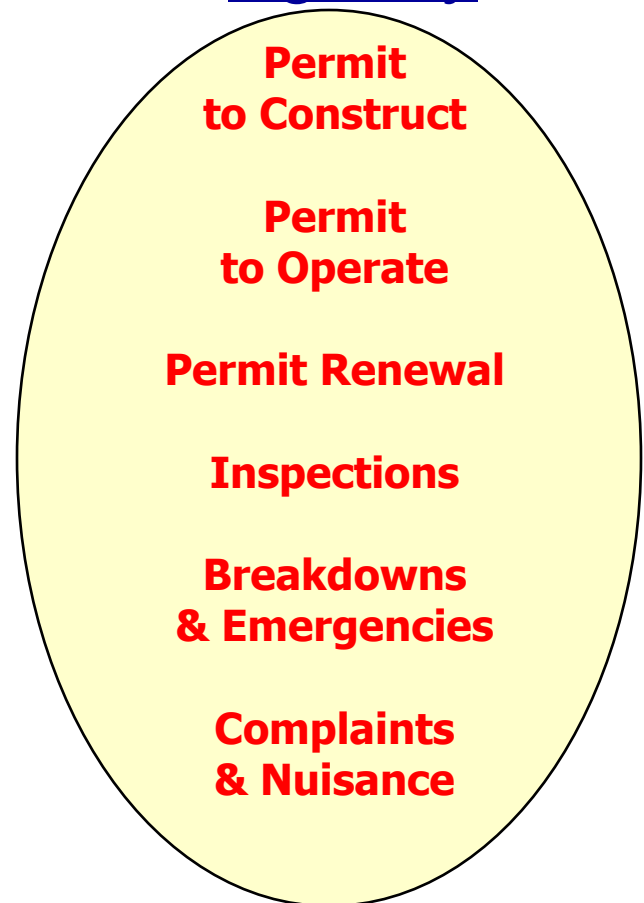 Permit
to Construct
Permit
to Operate
Permit Renewal
Inspections
Breakdowns
& Emergencies
Complaints
& Nuisance